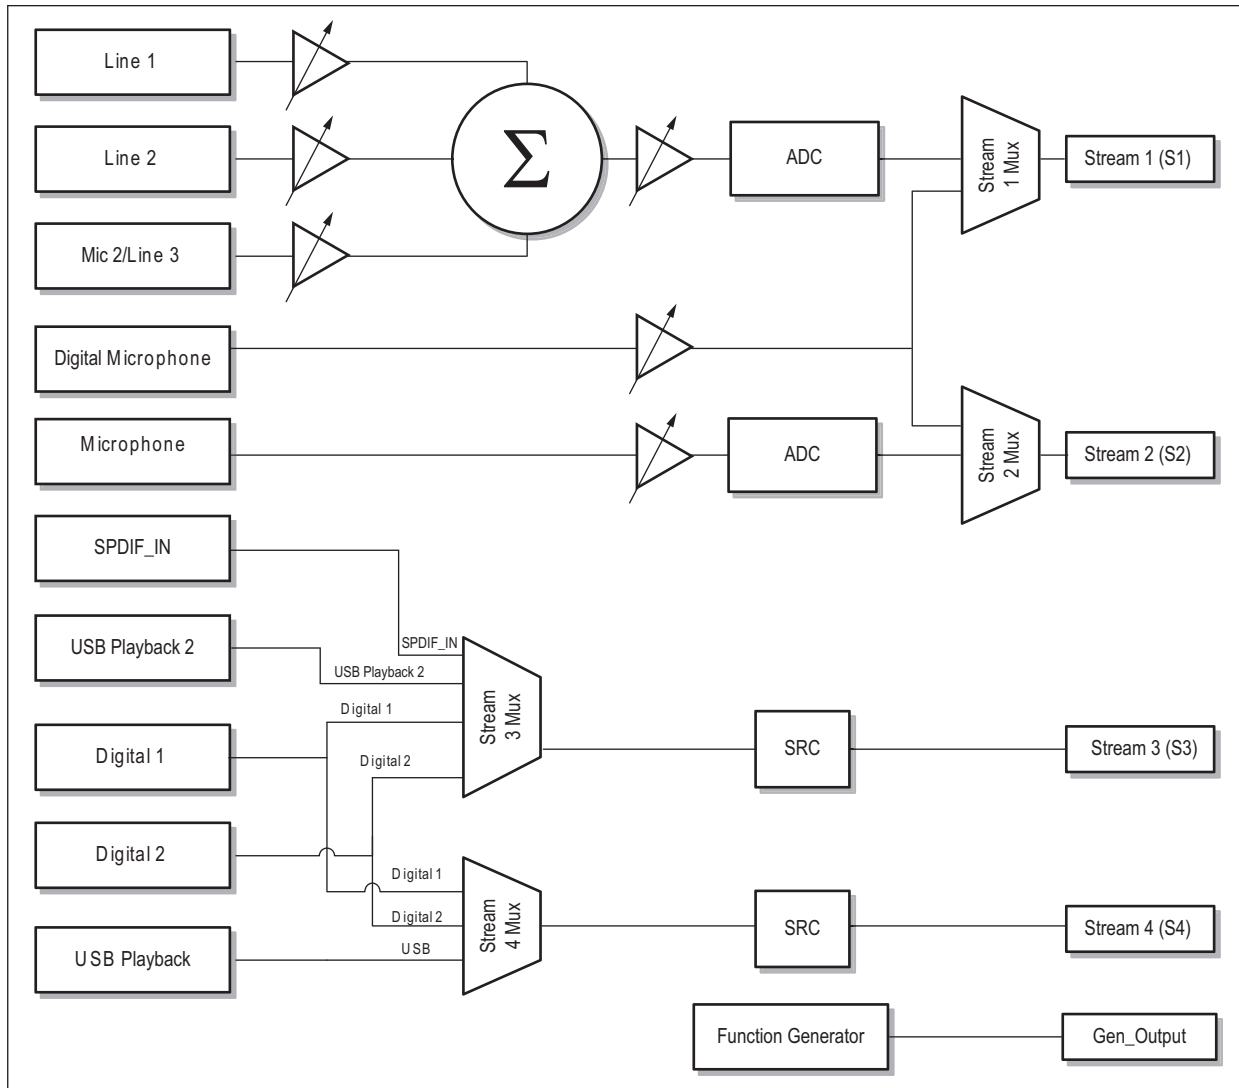 Line 1
Line 2
Σ
ADC
Stream
1 Mux
Stream 1 (S1)
Mic 2/Line 3
Digital Microphone
Microphone
ADC
Stream
2 Mux
Stream 2 (S2)
SPDIF_IN
USB Playback 2
SPDIF_IN
USB Playback 2
Digital 1
Digital 2
Stream
3 Mux
SRC
Stream 3 (S3)
Digital 1
Digital 2
Digital 1
Digital 2
USB
Stream
4 Mux
SRC
Stream 4 (S4)
USB Playback
Function Generator
Gen_Output